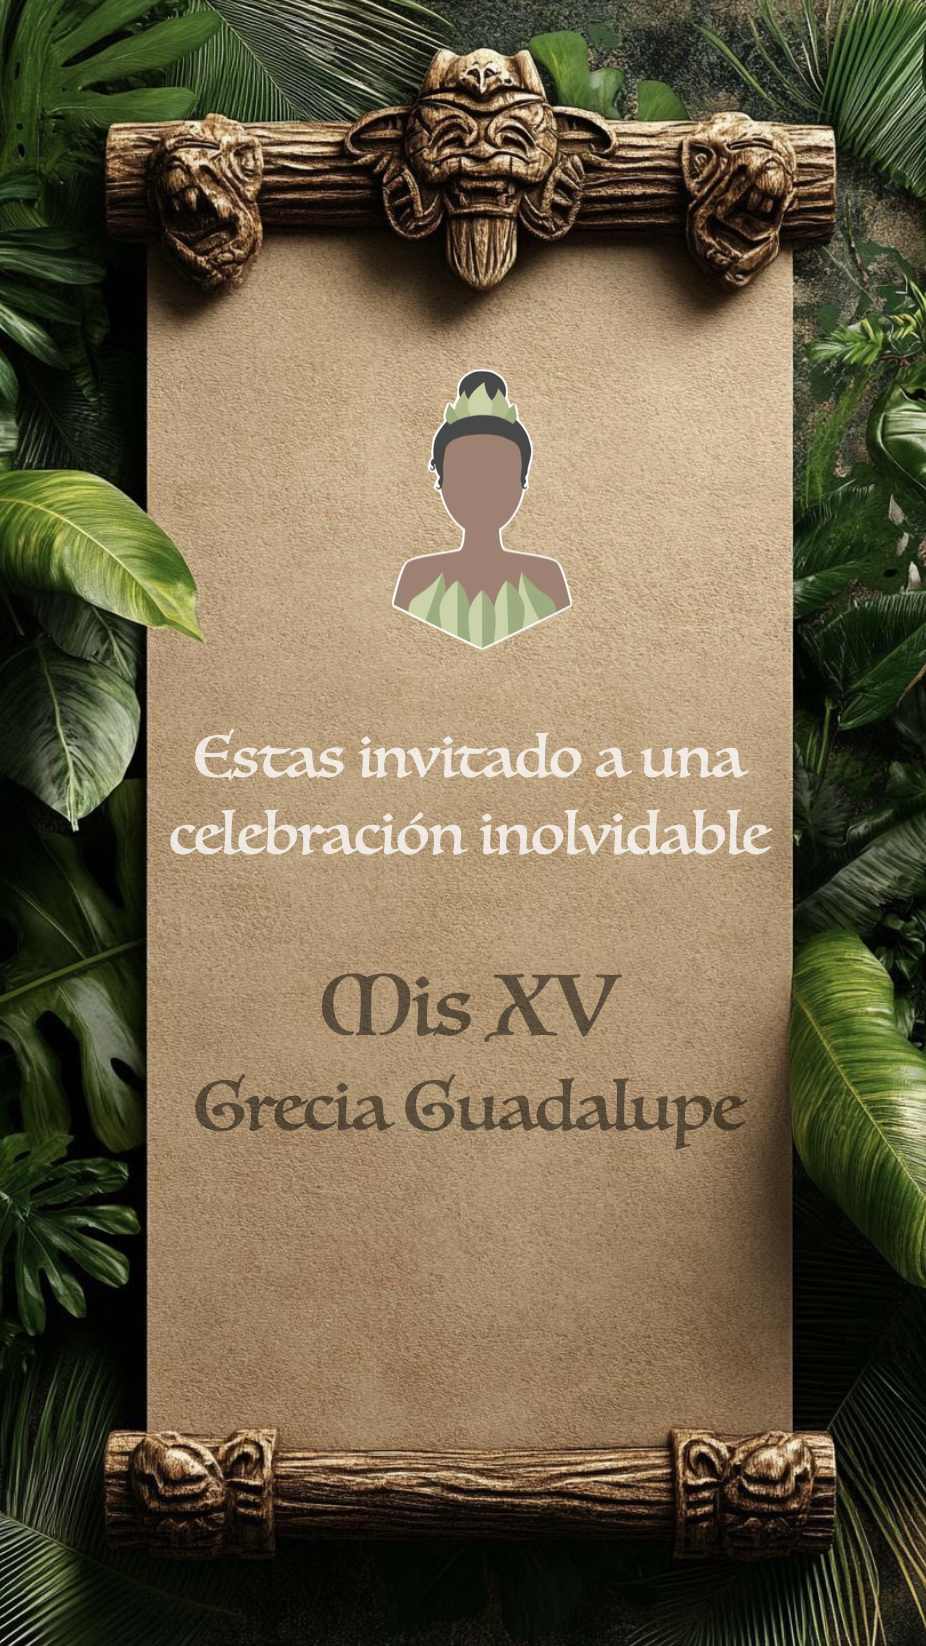 Estas invitado a una
celebración inolvidable
Mis XV
Grecia Guadalupe